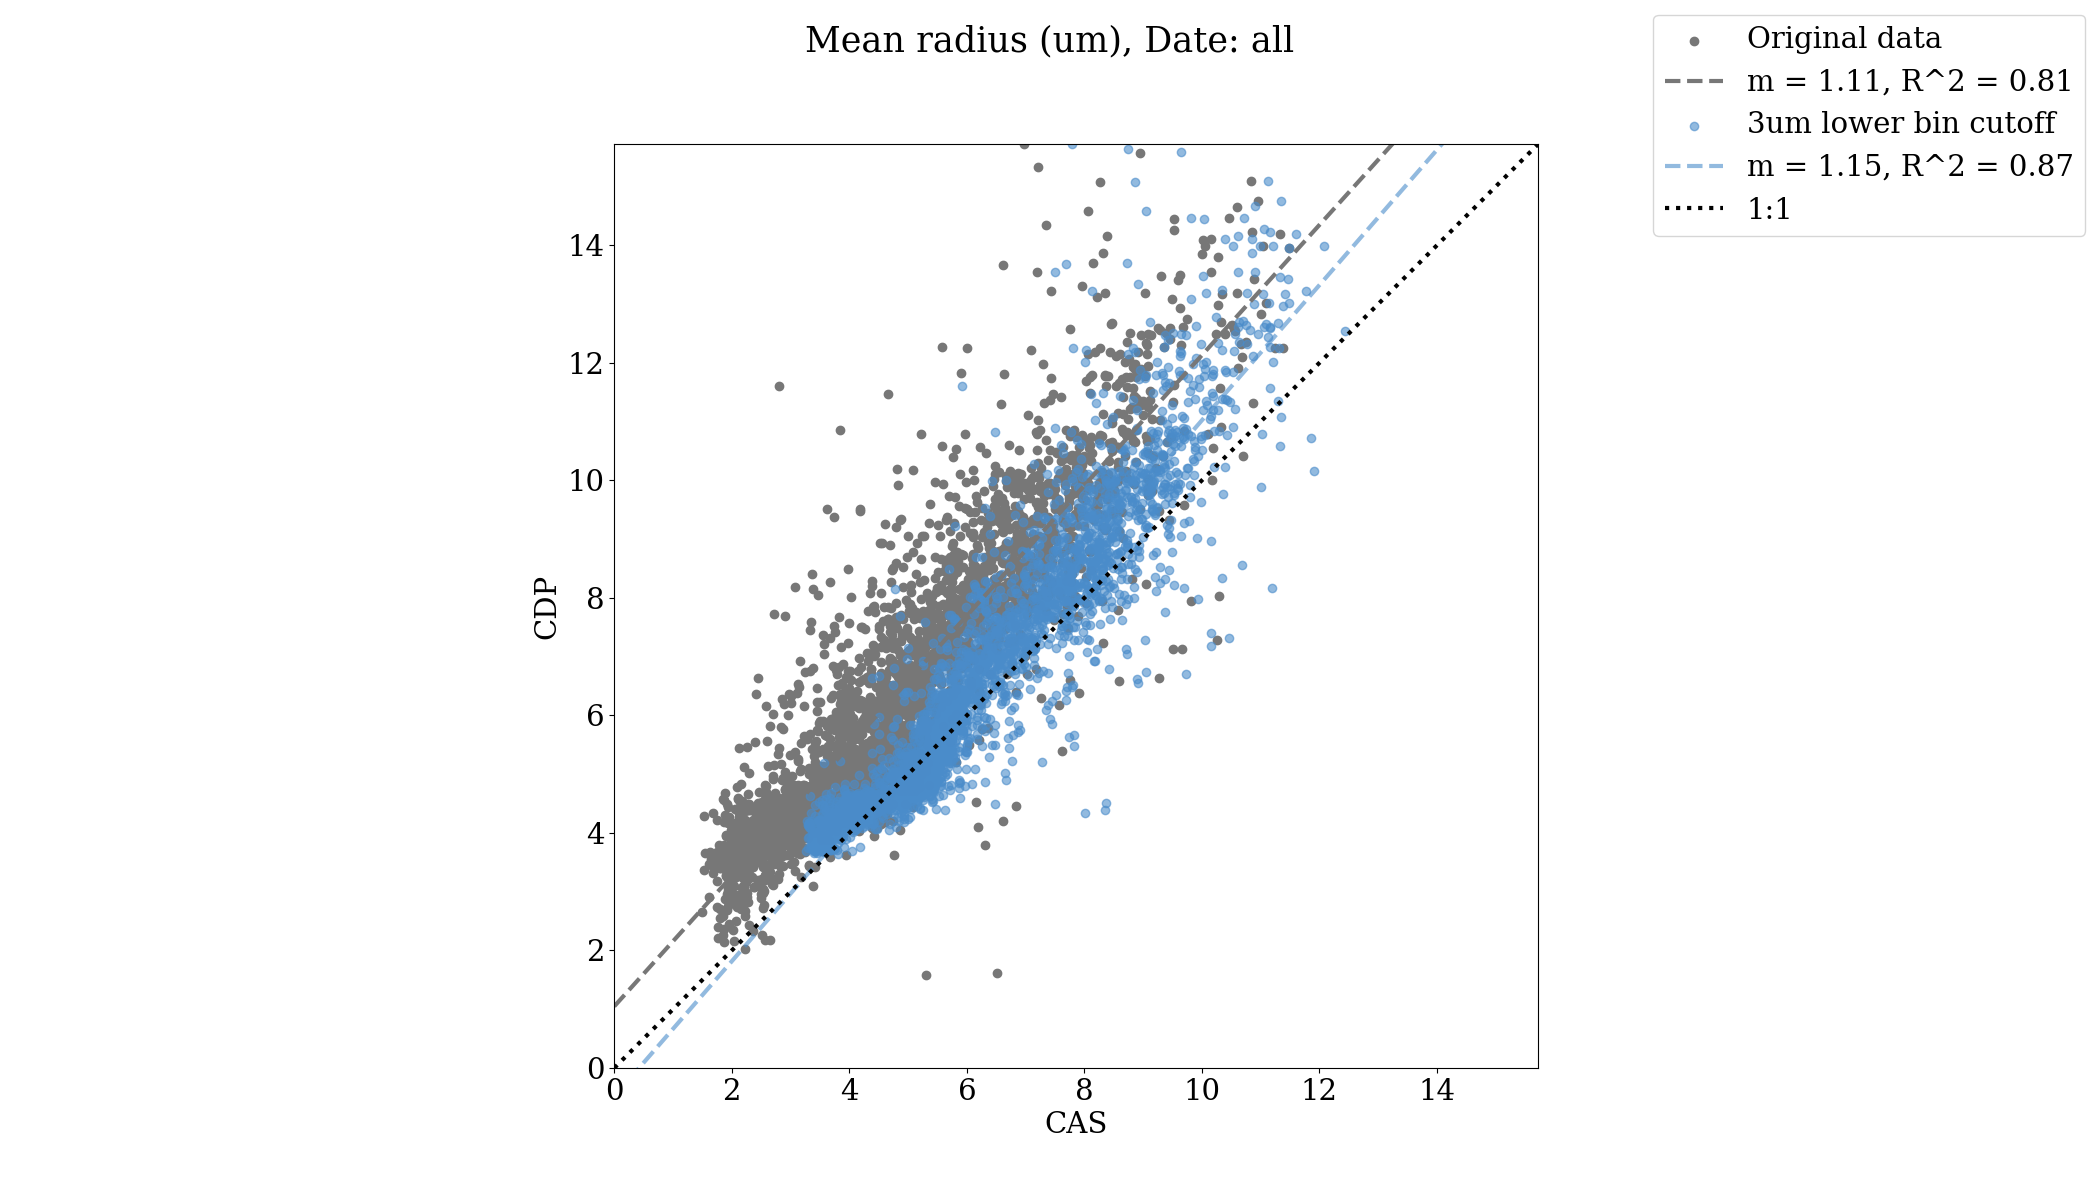 Mean radius (um), Date: all
Original data
m = 1.11, R^2 = 0.81
3um lower bin cutoff
m = 1.15, R^2 = 0.87
1:1
14
12
10
8
6
4
2
0
CDP
0 2 4 6 8 10 12 14
CAS